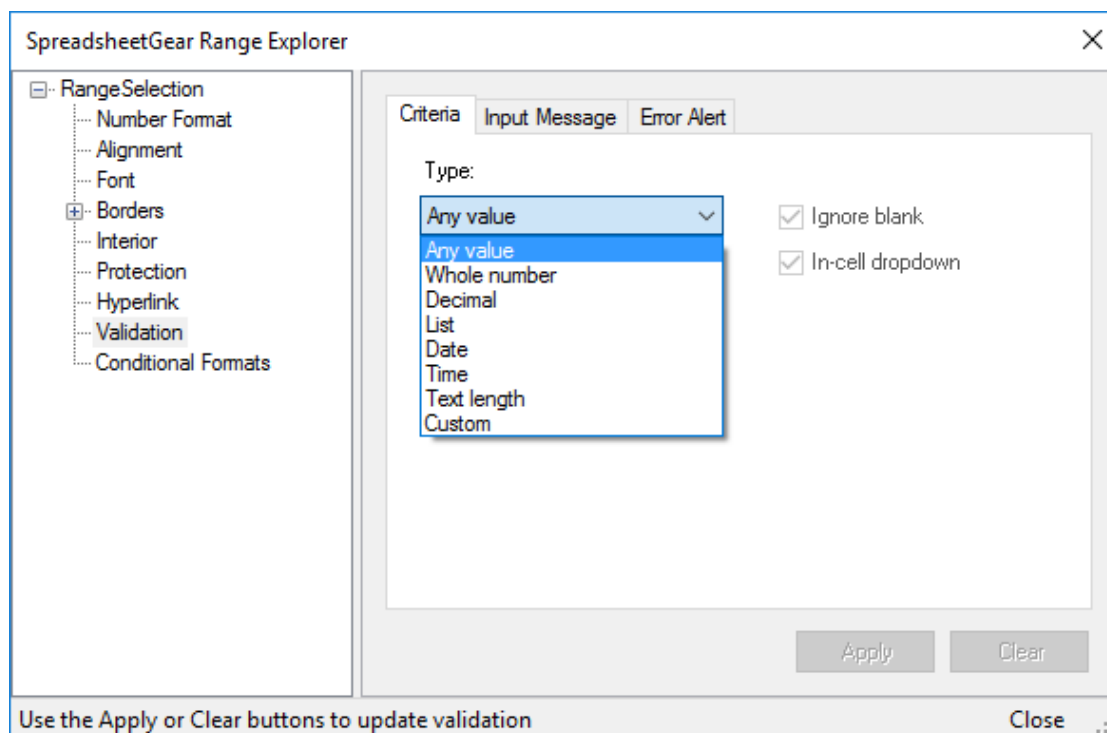 SpreadsheetGear Range Explorer
RangeSelection
Number Format
Alignment
Font
Borders
Interior
Protection
Hyperlink
Validation
Conditional Formats
Criteria Input Message Error Alert
Type:
Any value
Ignore blank
In-cell dropdown
Any value
Whole number
Decimal
List
Date
Time
Text length
Custom
Apply Clear
Use the Apply or Clear buttons to update validation Close